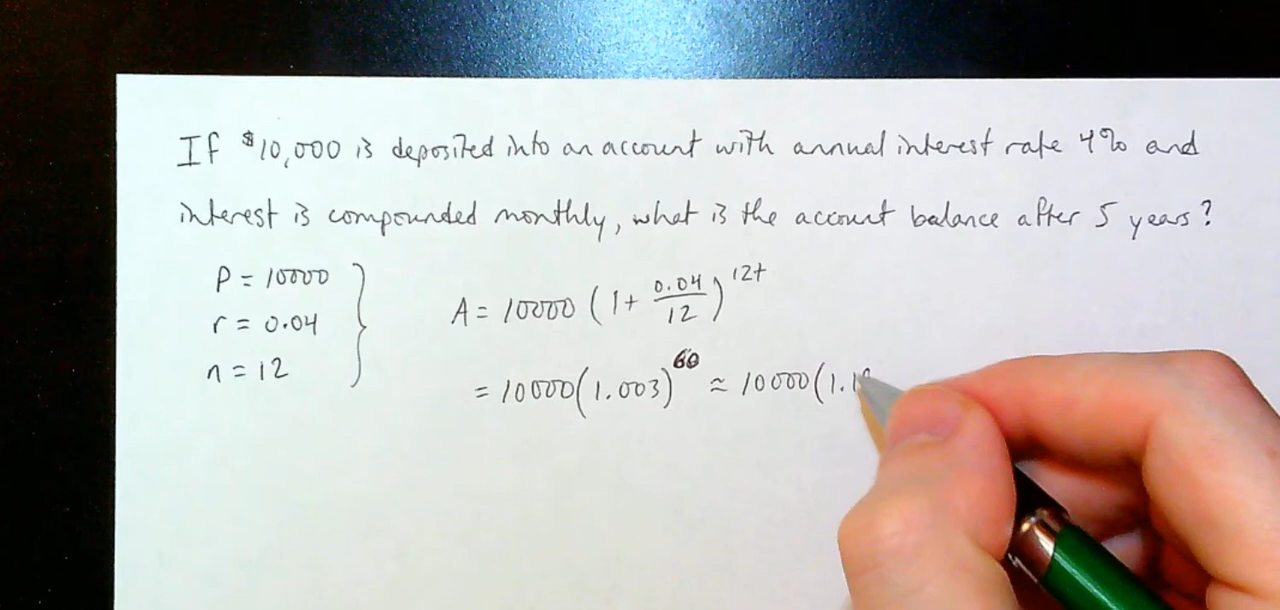 If $10,000 is deposited into an account with annual interest rate 4% and
interest is compounded monthly, what is the account balance after 5 years?
P = 10000
r = 0.04
n = 12
A = 10000 (1 + 0.04/12)^12t
= 10000(1.003)^60 ≈ 10000(1.1